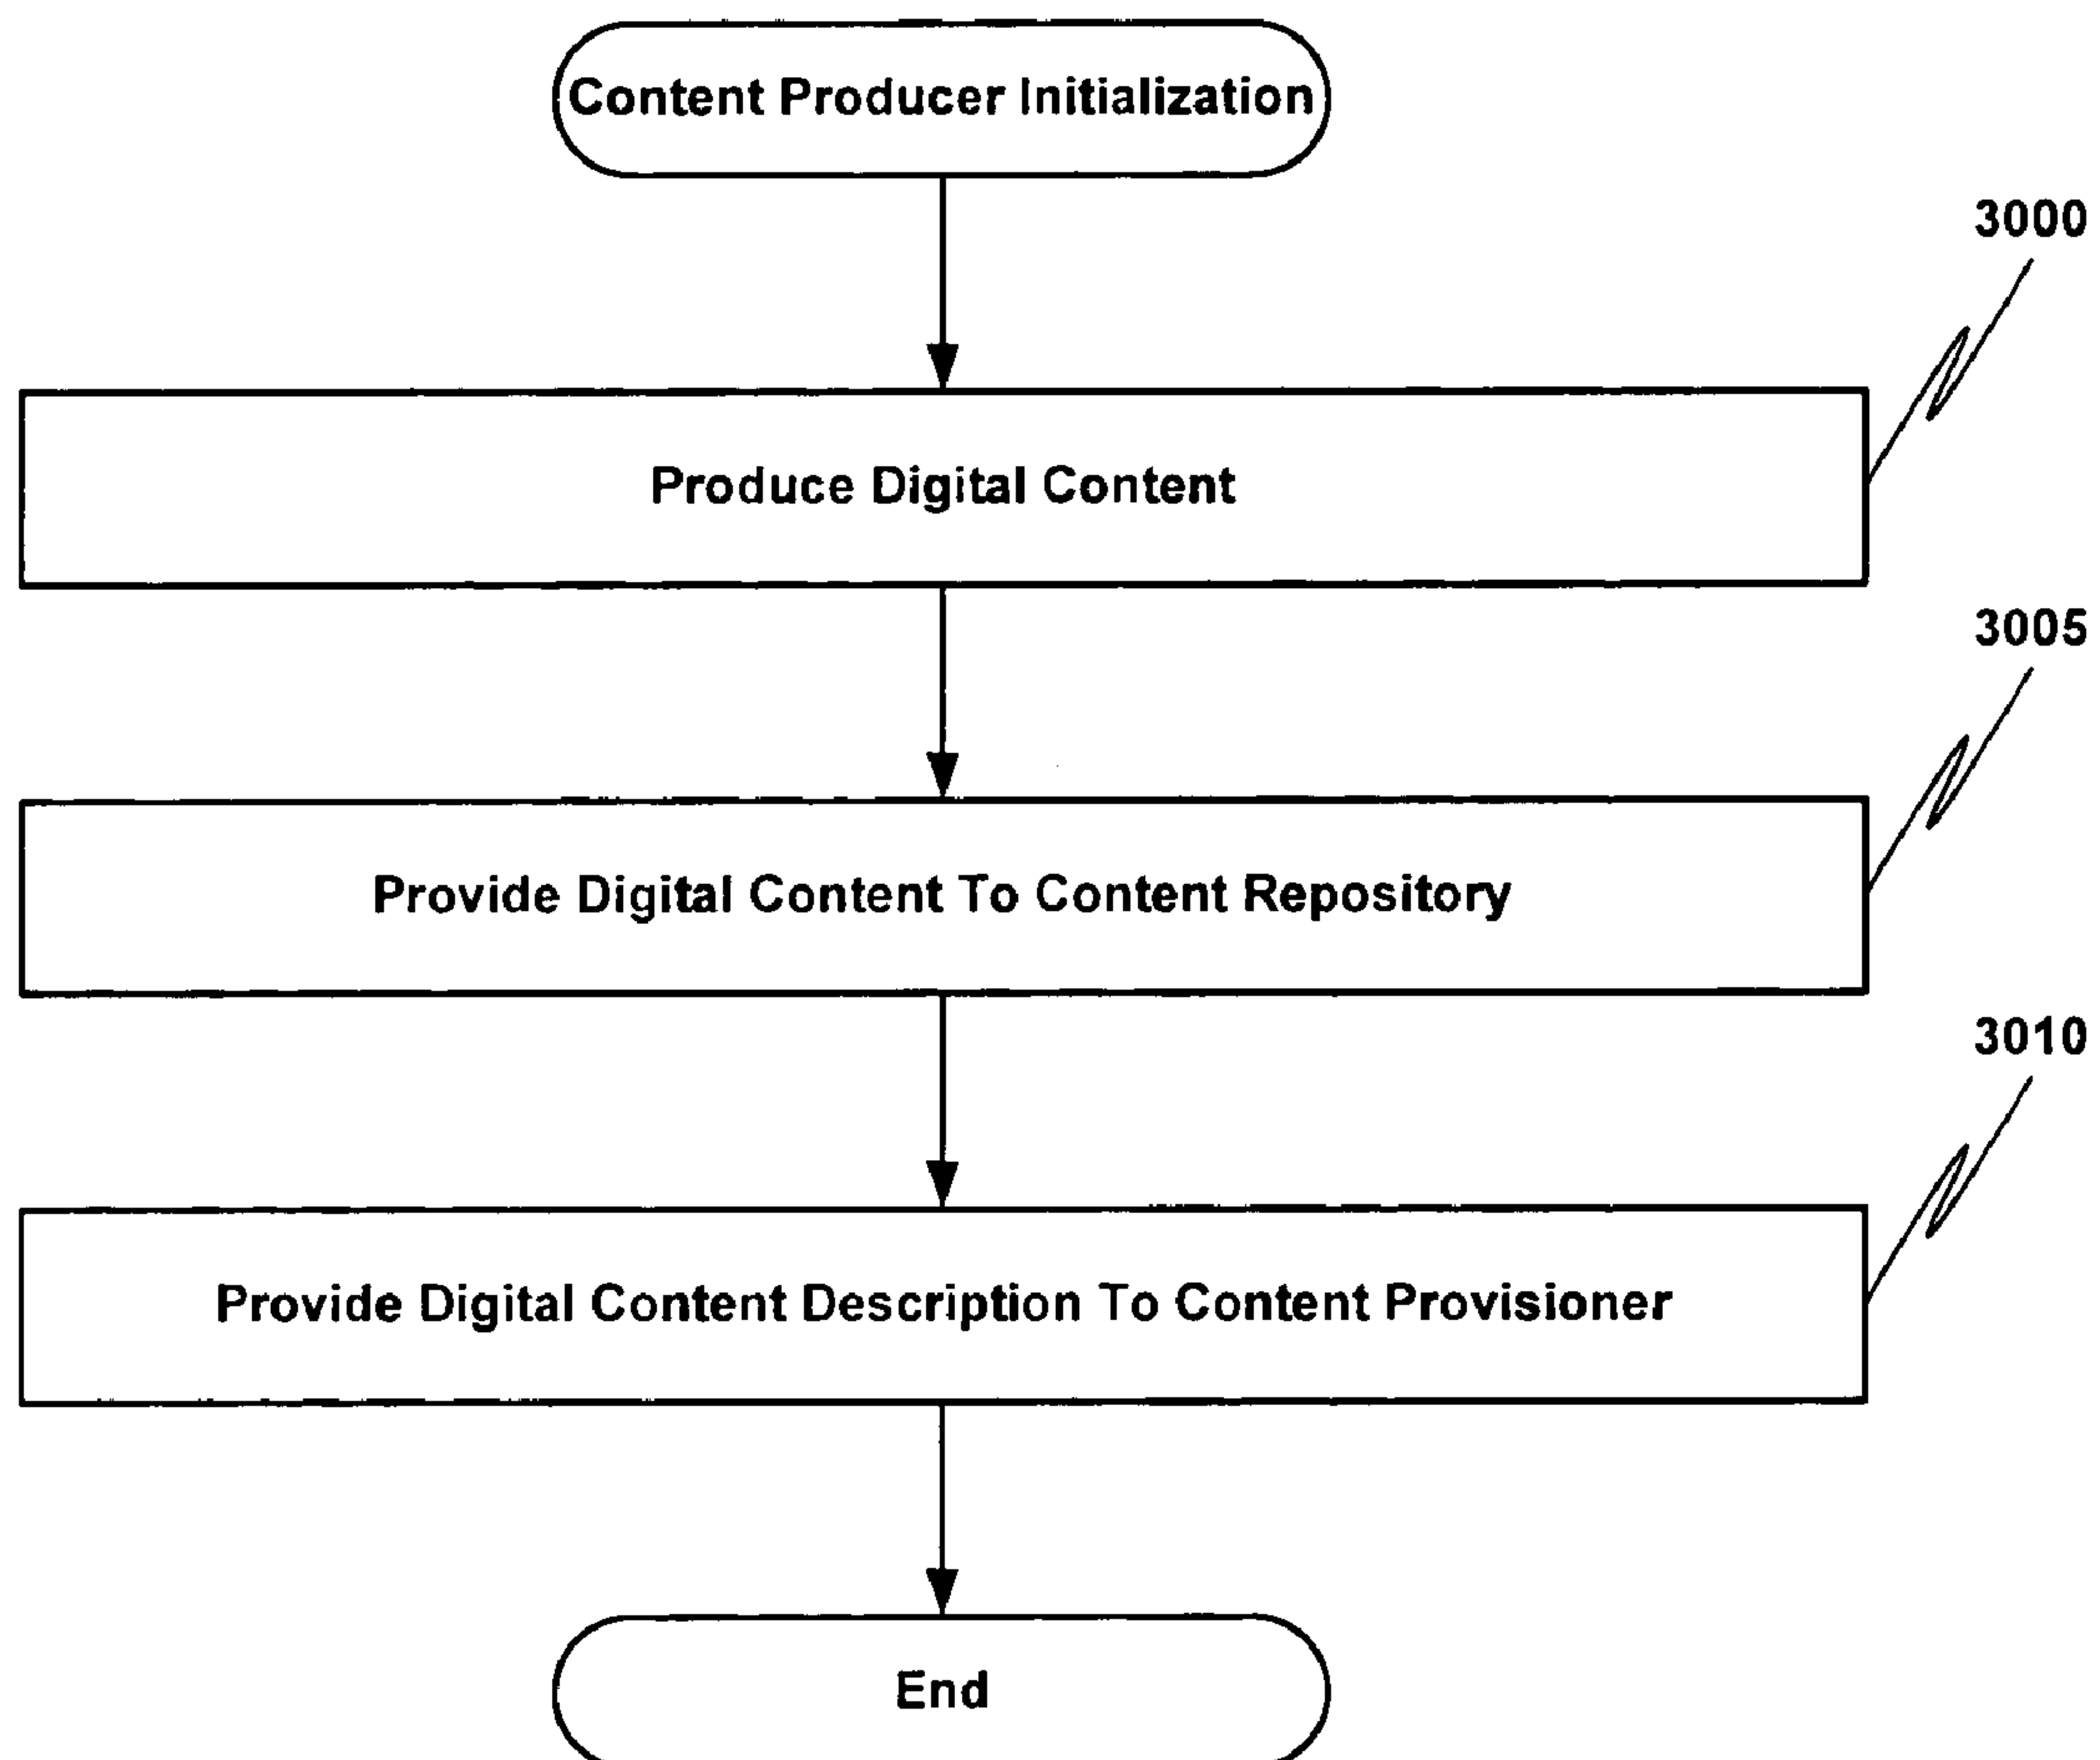 Content Producer Initialization
3000
Produce Digital Content
3005
Provide Digital Content To Content Repository
3010
Provide Digital Content Description To Content Provisioner
End